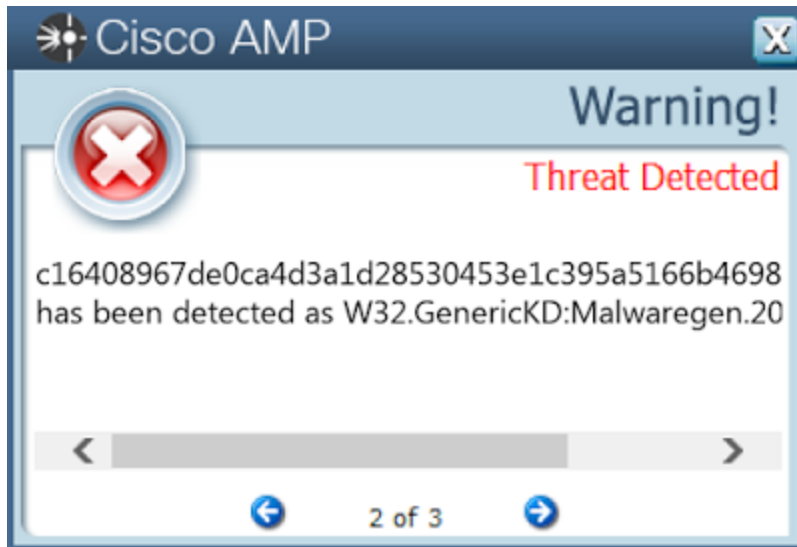 Cisco AMP
Warning!
Threat Detected
c16408967de0ca4d3a1d28530453e1c395a5166b4698
has been detected as W32.GenericKD:Malwaregen.20
2 of 3